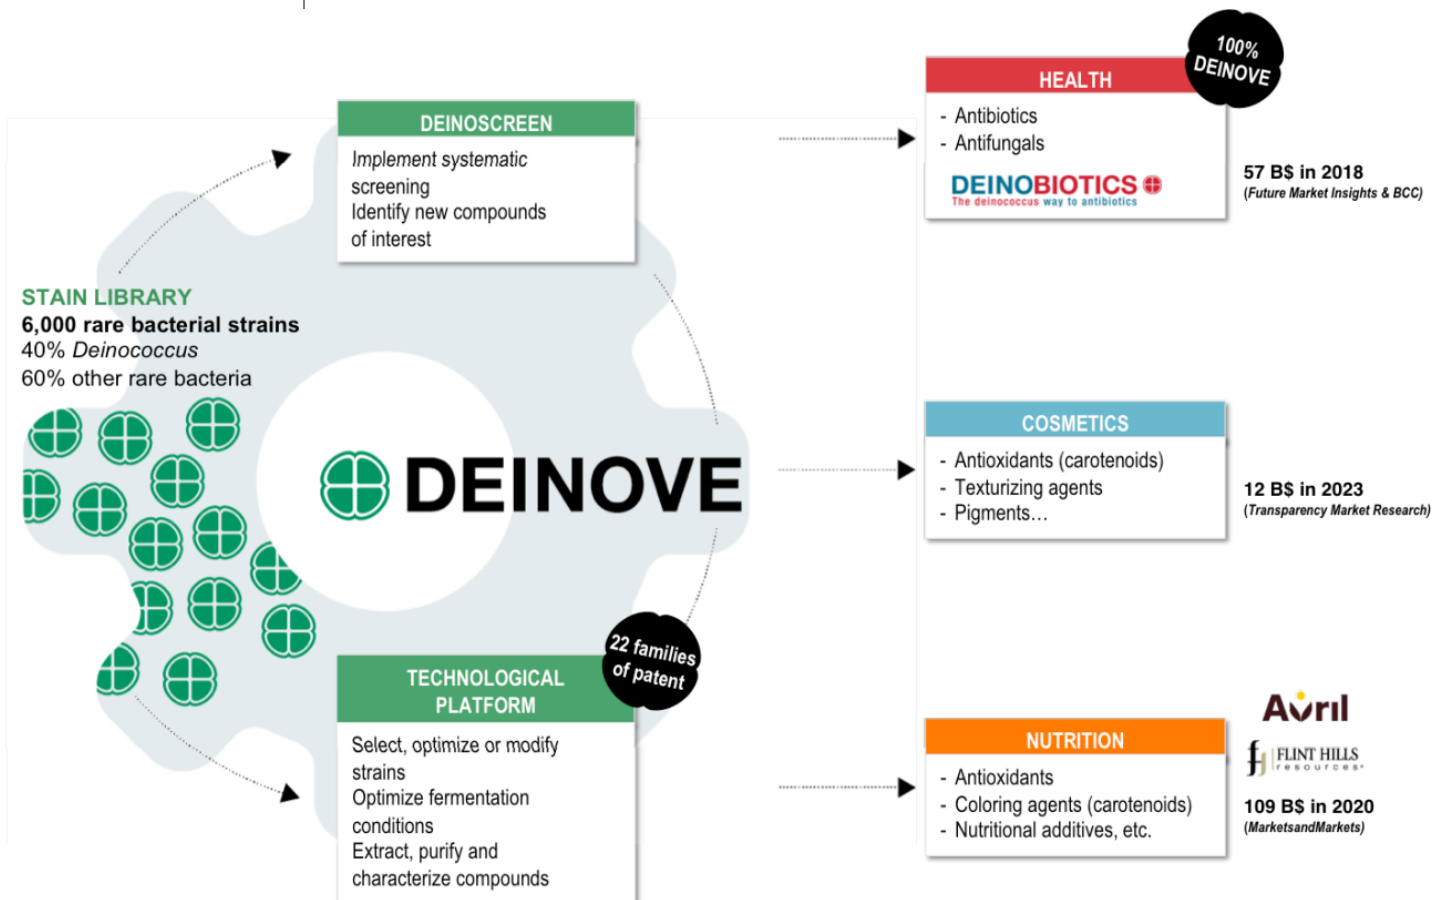 DEINOSCREEN
Implement systematic
screening
Identify new compounds
of interest
STAIN LIBRARY
6,000 rare bacterial strains
40% Deinococcus
60% other rare bacteria
DEINOVE
22 families
of patent
TECHNOLOGICAL
PLATFORM
Select, optimize or modify
strains
Optimize fermentation
conditions
Extract, purify and
characterize compounds
100%
DEINOVE
HEALTH
- Antibiotics
- Antifungals
DEINOBIOTICS
The deinococcus way to antibiotics
57 B$ in 2018
(Future Market Insights & BCC)
COSMETICS
- Antioxidants (carotenoids)
- Texturizing agents
- Pigments…
12 B$ in 2023
(Transparency Market Research)
Avril
FLINT HILLS
resources
NUTRITION
- Antioxidants
- Coloring agents (carotenoids)
- Nutritional additives, etc.
109 B$ in 2020
(MarketsandMarkets)